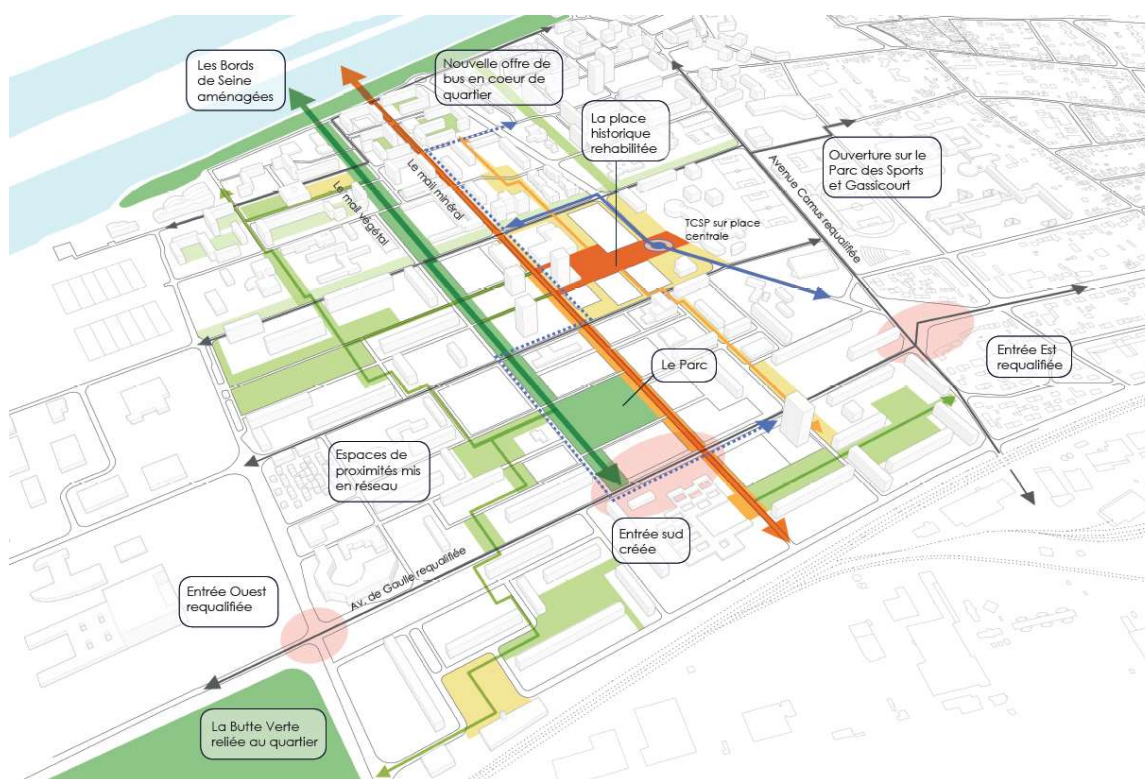 Les Bords
de Seine
aménagées
Nouvelle offre de
bus en coeur de
quartier
La place
historique
rehabilitée
Ouverture sur le
Parc des Sports
et Gassicourt
Avenue Camus requalifiée
Le mail minéral
Le mail végétal
TCSP sur place
centrale
Entrée Est
requalifiée
Le Parc
Espaces de
proximités mis
en réseau
Entrée sud
créée
Av. de Gaulle requalifiée
Entrée Ouest
requalifiée
La Butte Verte
reliée au quartier